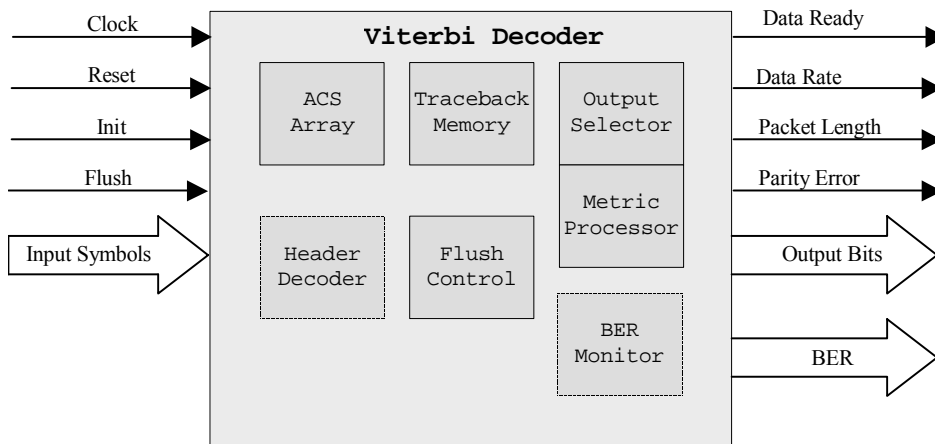 Clock
Reset
Init
Flush
Input Symbols
Viterbi Decoder
ACS
Array
Traceback
Memory
Output
Selector
Metric
Processor
Header
Decoder
Flush
Control
BER
Monitor
Data Ready
Data Rate
Packet Length
Parity Error
Output Bits
BER